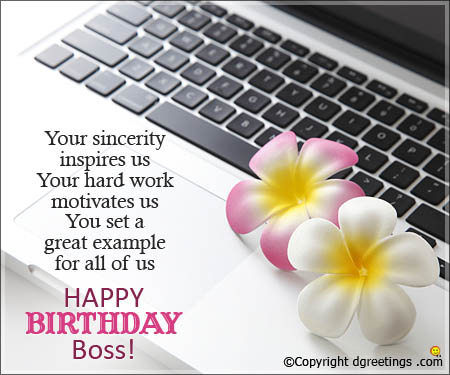 Your sincerity
inspires us
Your hard work
motivates us
You set a
great example
for all of us
HAPPY
BIRTHDAY
Boss!
©Copyright dgreetings .com